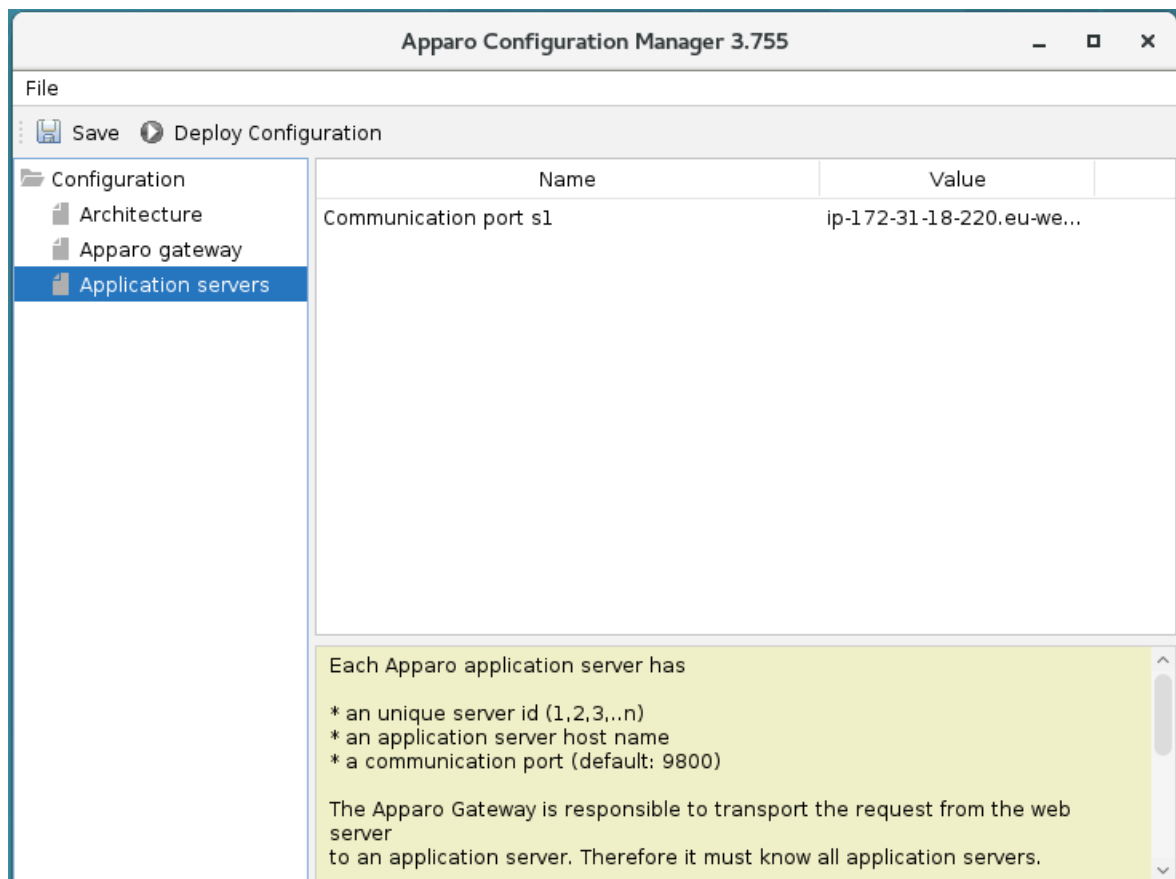 Apparo Configuration Manager 3.755
File
Save Deploy Configuration
Configuration
Architecture
Apparo gateway
Application servers
Name Value
Communication port s1 ip-172-31-18-220.eu-we...
Each Apparo application server has
* an unique server id (1,2,3,..n)
* an application server host name
* a communication port (default: 9800)
The Apparo Gateway is responsible to transport the request from the web
server
to an application server. Therefore it must know all application servers.